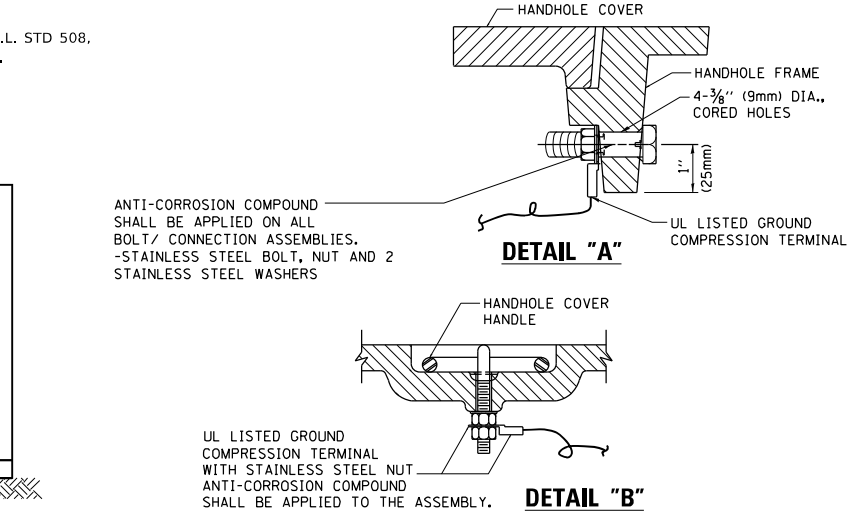 .L. STD 508,
HANDHOLE COVER
HANDHOLE FRAME
4-⅜'' (9mm) DIA.,
CORED HOLES
1''
(25mm)
ANTI-CORROSION COMPOUND
SHALL BE APPLIED ON ALL
BOLT/ CONNECTION ASSEMBLIES.
-STAINLESS STEEL BOLT, NUT AND 2
STAINLESS STEEL WASHERS
UL LISTED GROUND
COMPRESSION TERMINAL
DETAIL "A"
HANDHOLE COVER
HANDLE
UL LISTED GROUND
COMPRESSION TERMINAL
WITH STAINLESS STEEL NUT
ANTI-CORROSION COMPOUND
SHALL BE APPLIED TO THE ASSEMBLY.
DETAIL "B"